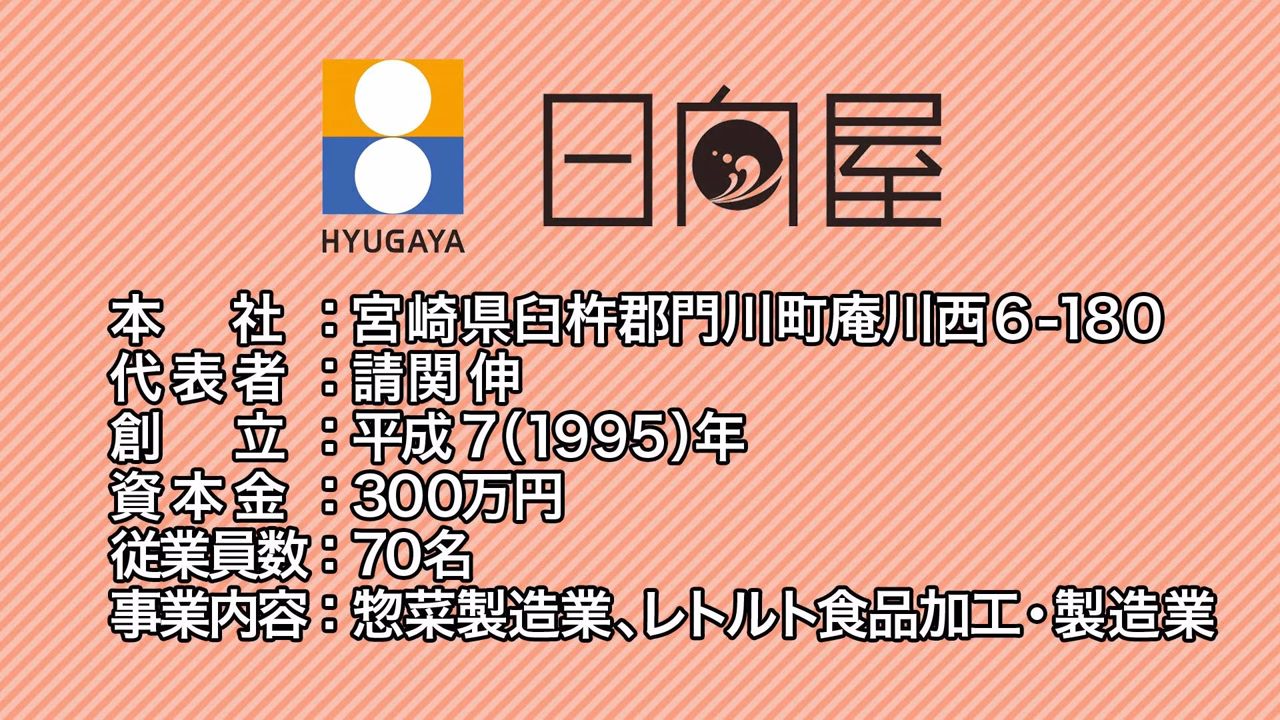 HYUGAYA
日向屋
本社：宮崎県臼杵郡門川町庵川西6-180
代表者：請関 伸
創立：平成7(1995)年
資本金：300万円
従業員数：70名
事業内容：惣菜製造業、レトルト食品加工・製造業